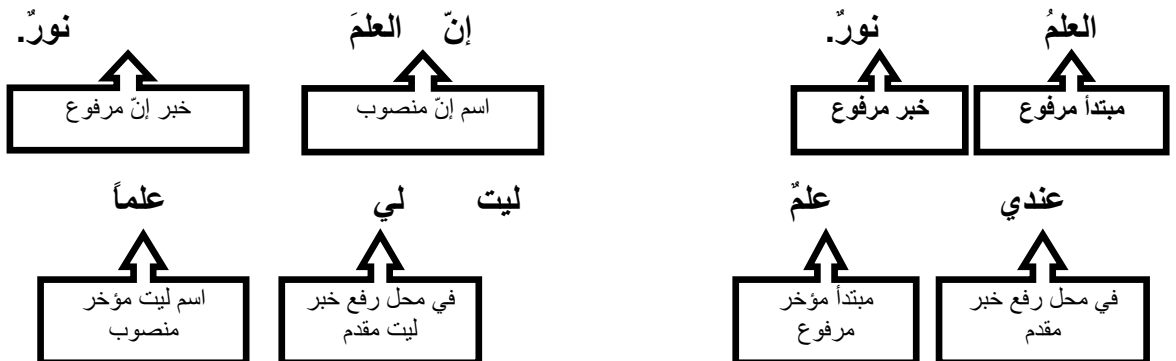 العلمُ نورٌ.
مبتدأ مرفوع
خبر مرفوع
إنّ العلمَ نورٌ.
اسم إنّ منصوب
خبر إنّ مرفوع
عندي علمٌ
في محل رفع خبر
مقدم
مبتدأ مؤخر
مرفوع
ليت لي علماً
في محل رفع خبر
ليت مقدم
اسم ليت مؤخر
منصوب